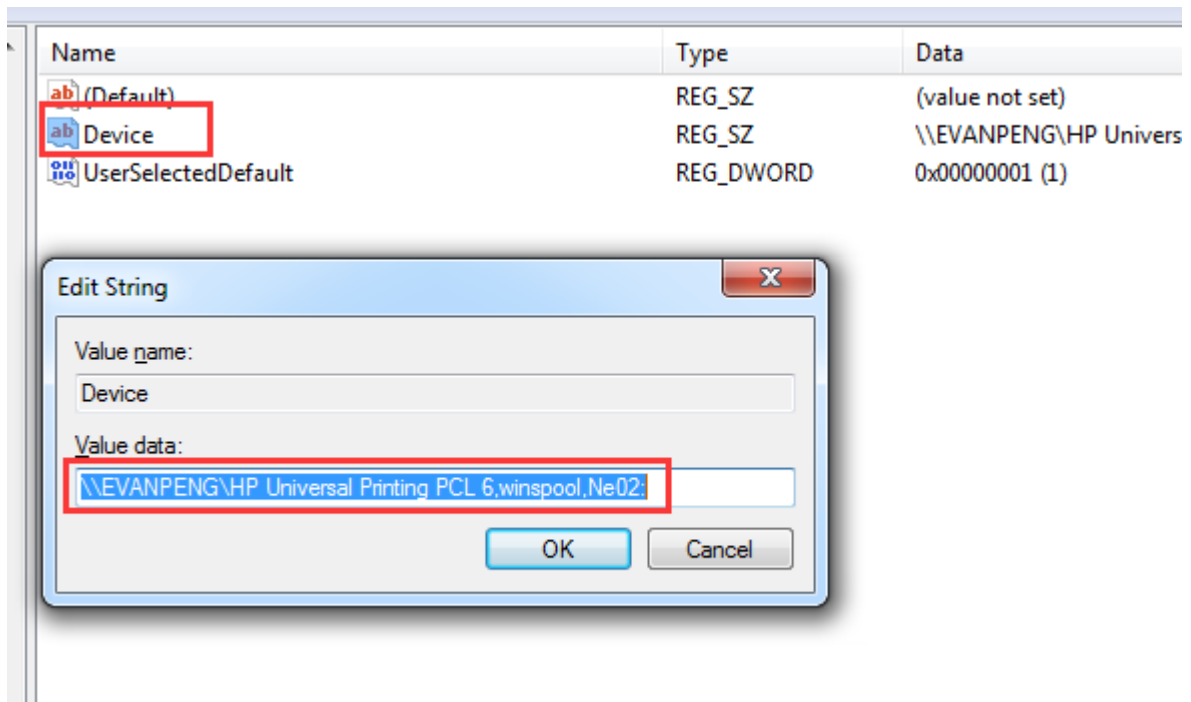 Name Type Data
(Default) REG_SZ (value not set)
Device REG_SZ \\EVANPENG\HP Univers
UserSelectedDefault REG_DWORD 0x00000001 (1)
Edit String
Value name:
Device
Value data:
\\EVANPENG\HP Universal Printing PCL 6,winspool,Ne02:
OK Cancel